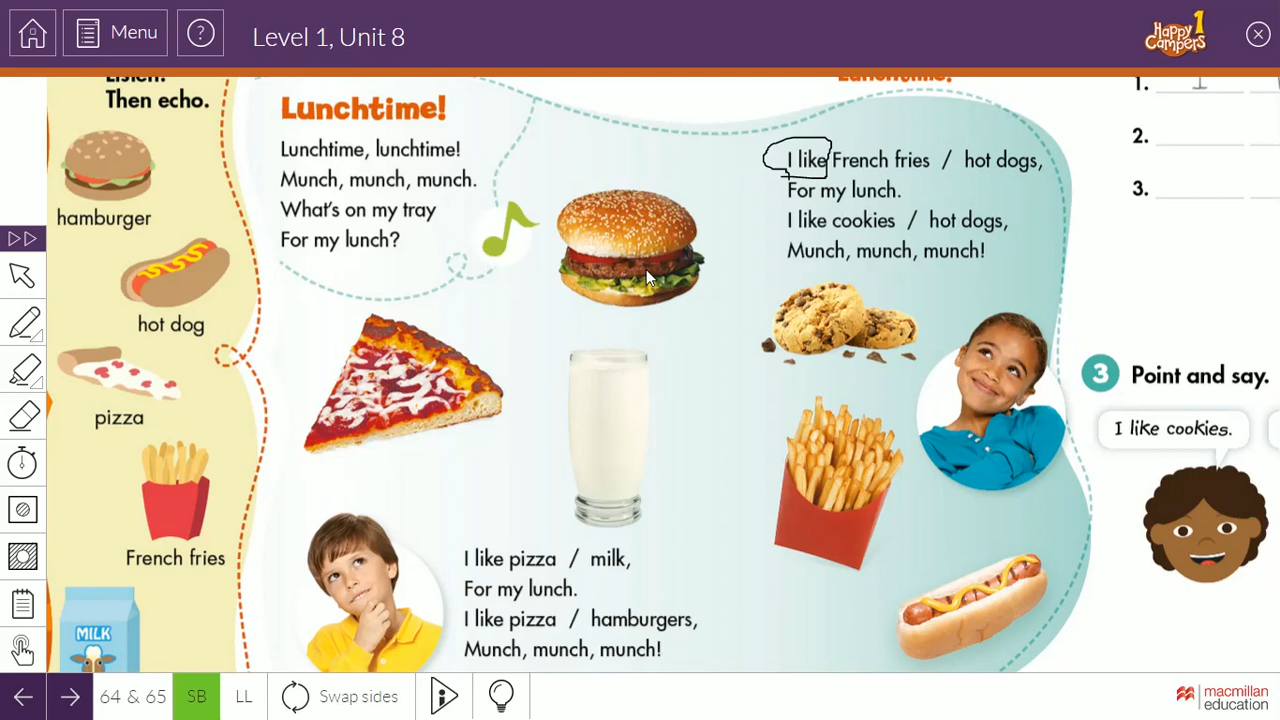 Menu
?
Level 1, Unit 8
Happy Campers 1
Then echo.
hamburger
hot dog
pizza
French fries
MILK
Lunchtime!
Lunchtime, lunchtime!
Munch, munch, munch.
What's on my tray
For my lunch?
I like pizza / milk,
For my lunch.
I like pizza / hamburgers,
Munch, munch, munch!
I like French fries / hot dogs,
For my lunch.
I like cookies / hot dogs,
Munch, munch, munch!
1.
2.
3.
3 Point and say.
I like cookies.
64 & 65
SB
LL
Swap sides
macmillan
education